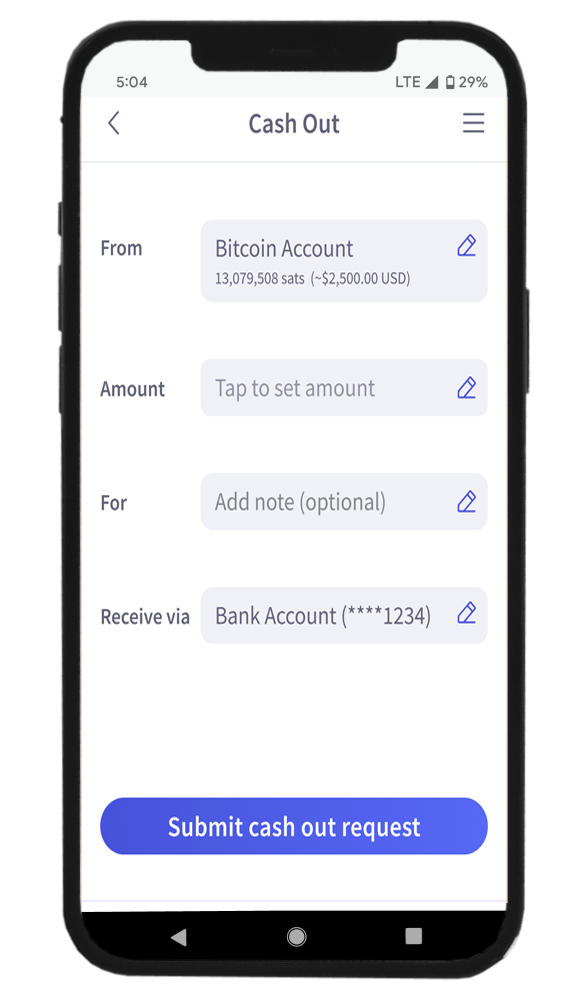 5:04
LTE
29%
Cash Out
From
Bitcoin Account
13,079,508 sats (~$2,500.00 USD)
Amount
Tap to set amount
For
Add note (optional)
Receive via
Bank Account (****1234)
Submit cash out request